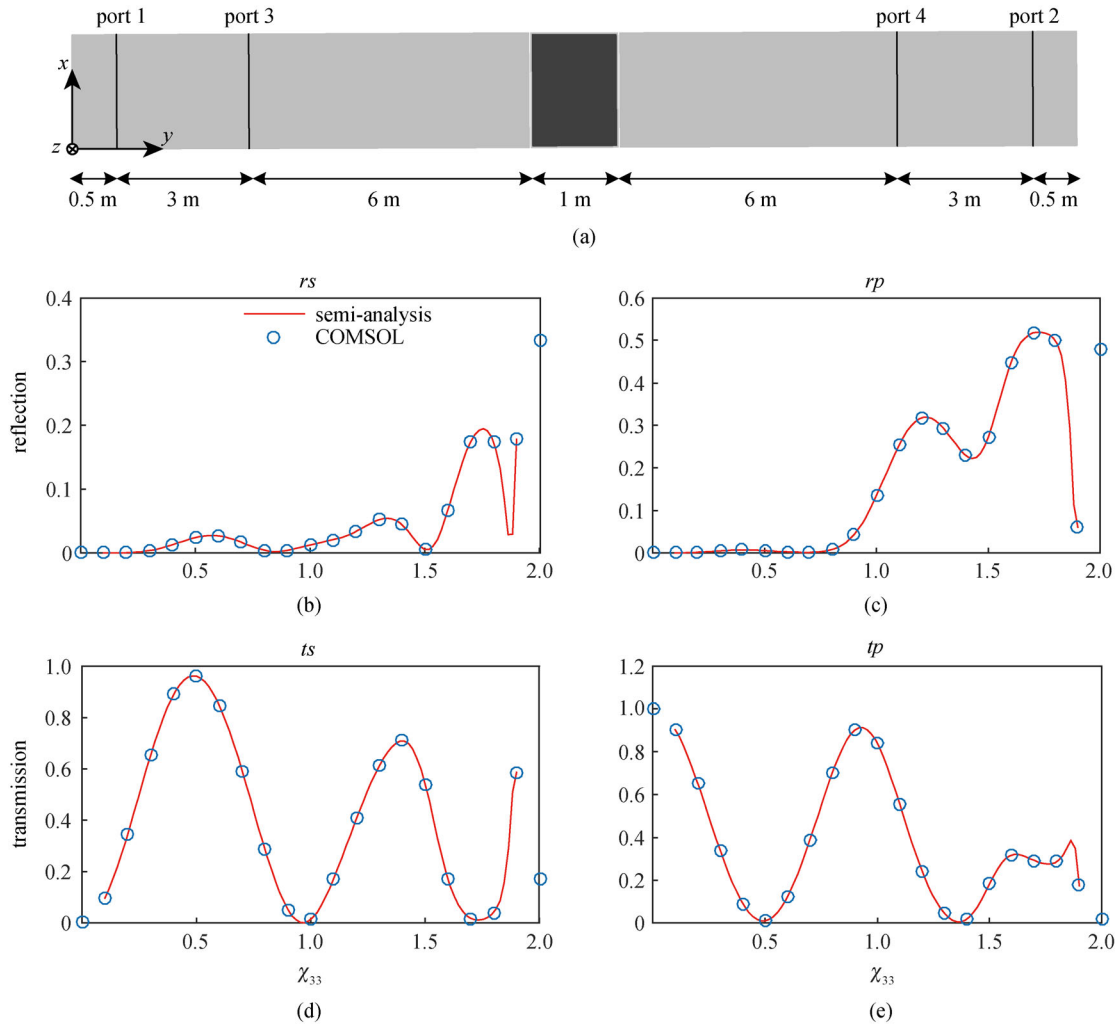 port 1
port 3
port 4
port 2
x
y
z
0.5 m
3 m
6 m
1 m
6 m
3 m
0.5 m
(a)
rs
0.4
0.3
0.2
0.1
0
reflection
semi-analysis
COMSOL
0.5
1.0
1.5
2.0
(b)
rp
0.6
0.5
0.4
0.3
0.2
0.1
0
0.5
1.0
1.5
2.0
(c)
ts
1.0
0.8
0.6
0.4
0.2
0
transmission
0.5
1.0
1.5
2.0
χ33
(d)
tp
1.2
1.0
0.8
0.6
0.4
0.2
0
0.5
1.0
1.5
2.0
χ33
(e)